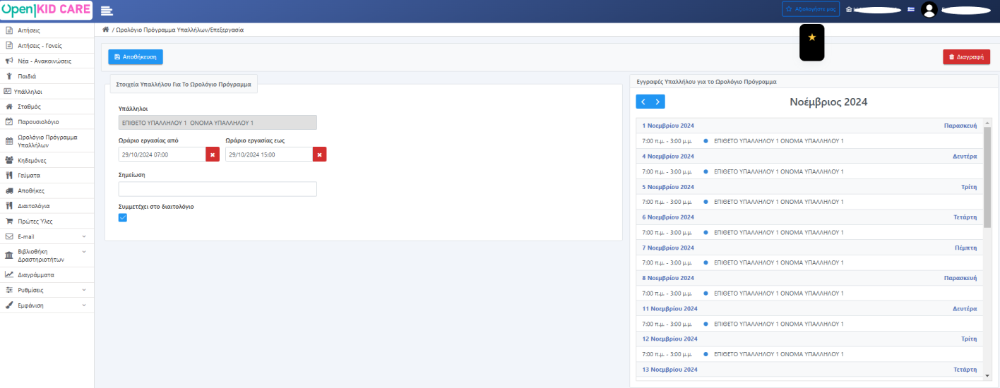 Open]KID CARE
Αξιολογήστε μας
Αιτήσεις
Αιτήσεις - Γονείς
Νέα - Ανακοινώσεις
Παιδιά
Υπάλληλοι
Σταθμός
Παρουσιολόγιο
Ωρολόγιο Πρόγραμμα
Υπαλλήλων
Κηδεμόνες
Γεύματα
Αποθήκες
Διαιτολόγια
Πρώτες Ύλες
E-mail
Βιβλιοθήκη
Δραστηριοτήτων
Διαγράμματα
Ρυθμίσεις
Εμφάνιση
/ Ωρολόγιο Πρόγραμμα Υπαλλήλων/Επεξεργασία
Αποθήκευση
Διαγραφή
Στοιχεία Υπαλλήλου Για Το Ωρολόγιο Πρόγραμμα
Υπάλληλοι
ΕΠΙΘΕΤΟ ΥΠΑΛΛΗΛΟΥ 1 ΟΝΟΜΑ ΥΠΑΛΛΗΛΟΥ 1
Ωράριο εργασίας από Ωράριο εργασίας εως
29/10/2024 07:00 29/10/2024 15:00
Σημείωση
Συμμετέχει στο διαιτολόγιο
Εγγραφές Υπαλλήλου για το Ωρολόγιο Πρόγραμμα
Νοέμβριος 2024
1 Νοεμβρίου 2024 Παρασκευή
7:00 π.μ. - 3:00 μ.μ. ΕΠΙΘΕΤΟ ΥΠΑΛΛΗΛΟΥ 1 ΟΝΟΜΑ ΥΠΑΛΛΗΛΟΥ 1
4 Νοεμβρίου 2024 Δευτέρα
7:00 π.μ. - 3:00 μ.μ. ΕΠΙΘΕΤΟ ΥΠΑΛΛΗΛΟΥ 1 ΟΝΟΜΑ ΥΠΑΛΛΗΛΟΥ 1
5 Νοεμβρίου 2024 Τρίτη
7:00 π.μ. - 3:00 μ.μ. ΕΠΙΘΕΤΟ ΥΠΑΛΛΗΛΟΥ 1 ΟΝΟΜΑ ΥΠΑΛΛΗΛΟΥ 1
6 Νοεμβρίου 2024 Τετάρτη
7:00 π.μ. - 3:00 μ.μ. ΕΠΙΘΕΤΟ ΥΠΑΛΛΗΛΟΥ 1 ΟΝΟΜΑ ΥΠΑΛΛΗΛΟΥ 1
7 Νοεμβρίου 2024 Πέμπτη
7:00 π.μ. - 3:00 μ.μ. ΕΠΙΘΕΤΟ ΥΠΑΛΛΗΛΟΥ 1 ΟΝΟΜΑ ΥΠΑΛΛΗΛΟΥ 1
8 Νοεμβρίου 2024 Παρασκευή
7:00 π.μ. - 3:00 μ.μ. ΕΠΙΘΕΤΟ ΥΠΑΛΛΗΛΟΥ 1 ΟΝΟΜΑ ΥΠΑΛΛΗΛΟΥ 1
11 Νοεμβρίου 2024 Δευτέρα
7:00 π.μ. - 3:00 μ.μ. ΕΠΙΘΕΤΟ ΥΠΑΛΛΗΛΟΥ 1 ΟΝΟΜΑ ΥΠΑΛΛΗΛΟΥ 1
12 Νοεμβρίου 2024 Τρίτη
7:00 π.μ. - 3:00 μ.μ. ΕΠΙΘΕΤΟ ΥΠΑΛΛΗΛΟΥ 1 ΟΝΟΜΑ ΥΠΑΛΛΗΛΟΥ 1
13 Νοεμβρίου 2024 Τετάρτη